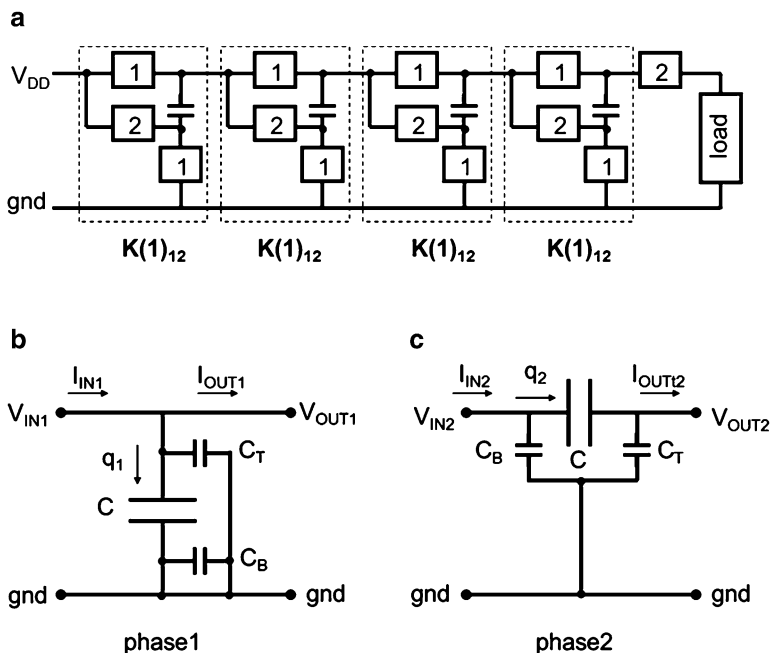 a
V_DD 1 1 1 1 2
2 2 2 2 load
1 1 1 1
gnd
K(1)₁₂ K(1)₁₂ K(1)₁₂ K(1)₁₂
b
I_IN1 I_OUT1
V_IN1 V_OUT1
q₁ C_T
C
C_B
gnd gnd
phase1
c
I_IN2 q₂ I_OUTt2
V_IN2 V_OUT2
C_B C C_T
gnd gnd
phase2